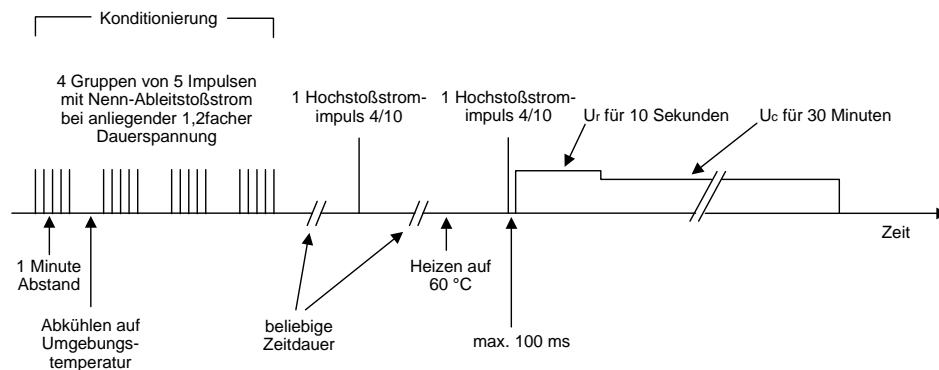 Konditionierung
4 Gruppen von 5 Impulsen
mit Nenn-Ableitstoßstrom
bei anliegender 1,2facher
Dauerspannung
1 Hochstoßstrom-
impuls 4/10
1 Hochstoßstrom-
impuls 4/10
Ur für 10 Sekunden
Uc für 30 Minuten
Zeit
1 Minute
Abstand
Heizen auf
60 °C
Abkühlen auf
Umgebungs-
temperatur
beliebige
Zeitdauer
max. 100 ms